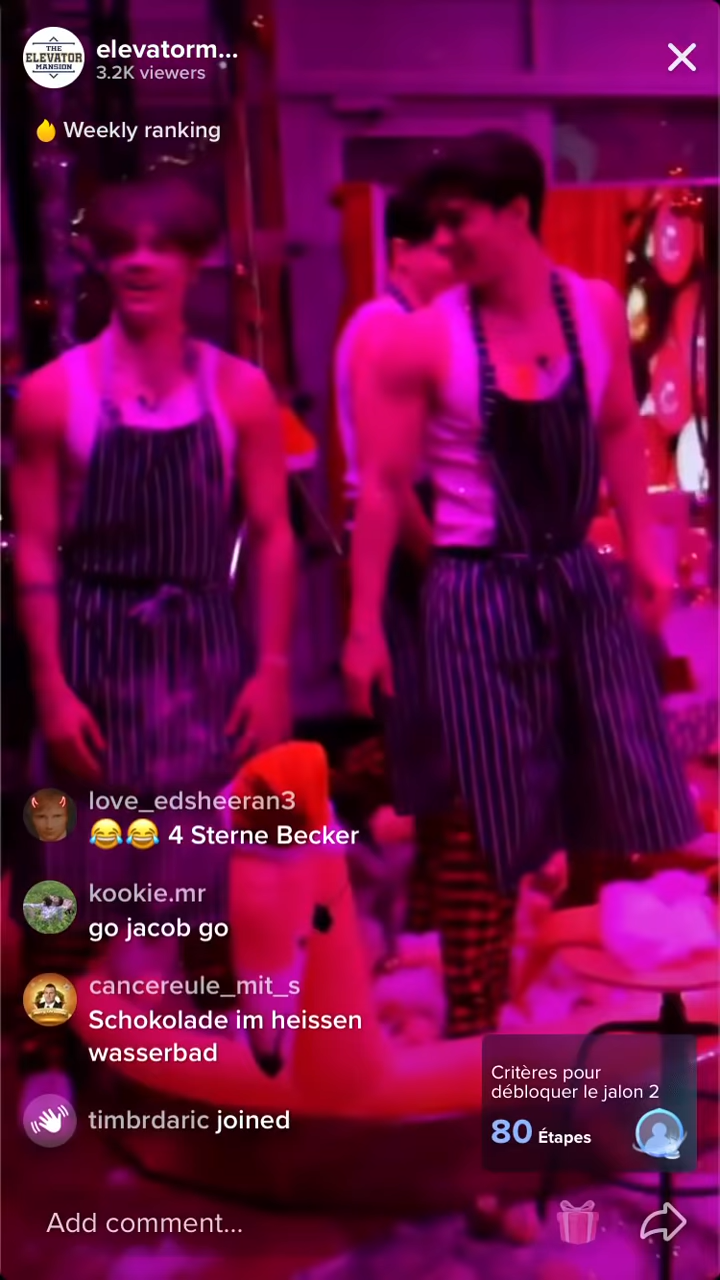 THE
ELEVATOR
MANSION
elevatorm...
3.2K viewers
Weekly ranking
love_edsheeran3
😂😂 4 Sterne Becker
kookie.mr
go jacob go
cancereule_mit_s
Schokolade im heissen
wasserbad
timbrdaric joined
Critères pour
débloquer le jalon 2
80 Étapes
Add comment...